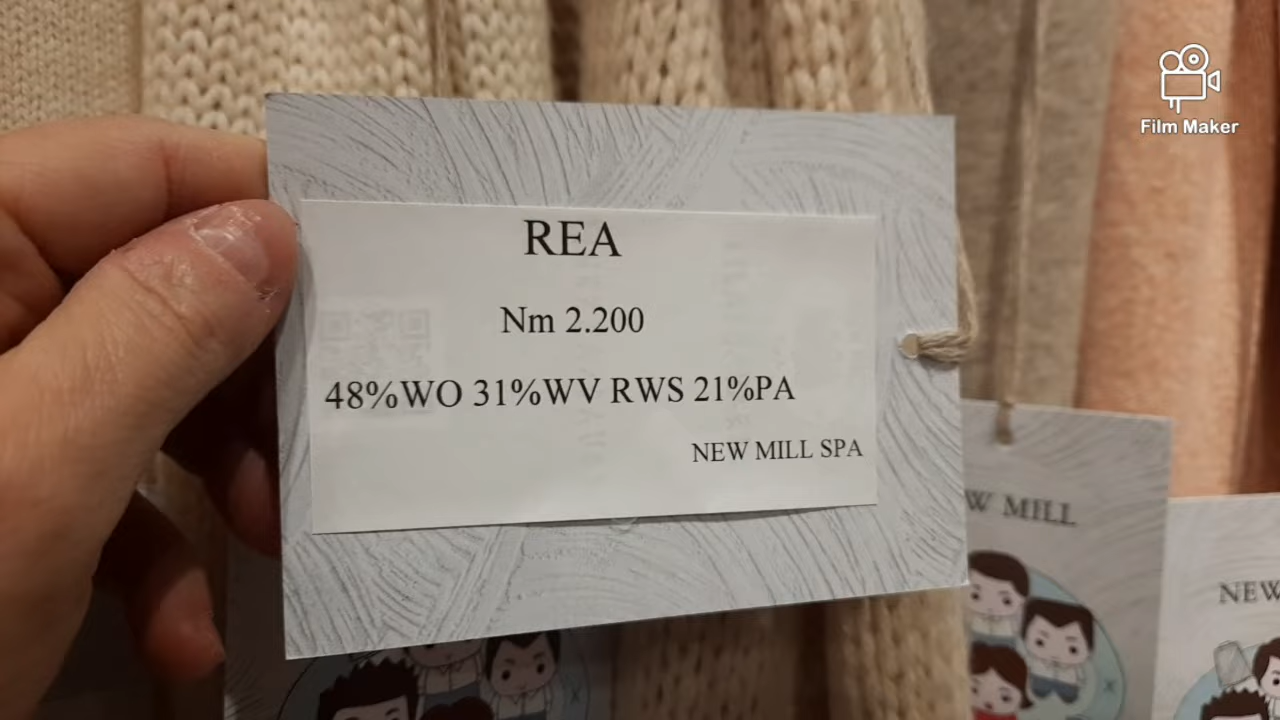 Film Maker
REA
Nm 2.200
48%WO 31%WV RWS 21%PA
NEW MILL SPA
W MILL
NEW